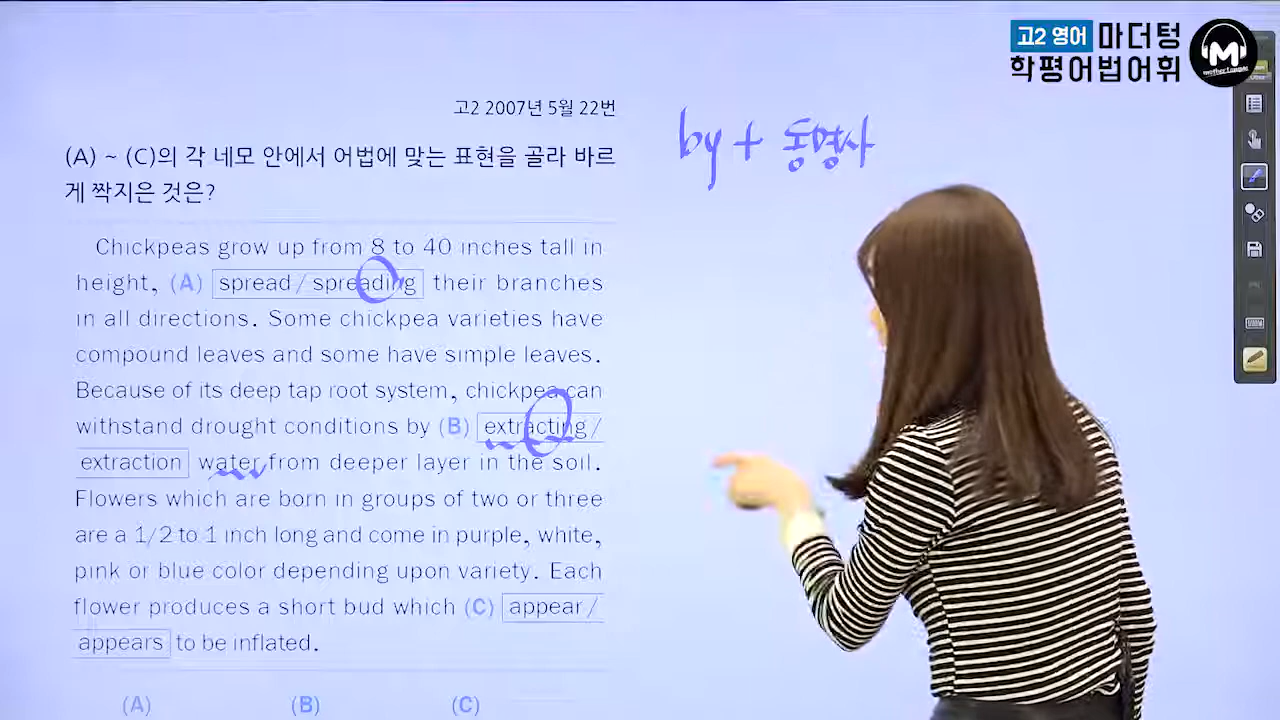 고2 영어 마더텅
학평어법어휘
M
mother tongue
고2 2007년 5월 22번
by + 동명사
(A) ~ (C)의 각 네모 안에서 어법에 맞는 표현을 골라 바르
게 짝지은 것은?
Chickpeas grow up from 8 to 40 inches tall in
height, (A) spread / spreading their branches
in all directions. Some chickpea varieties have
compound leaves and some have simple leaves.
Because of its deep tap root system, chickpea can
withstand drought conditions by (B) extracting /
extraction water from deeper layer in the soil.
Flowers which are born in groups of two or three
are a 1/2 to 1 inch long and come in purple, white,
pink or blue color depending upon variety. Each
flower produces a short bud which (C) appear /
appears to be inflated.
(A) (B) (C)